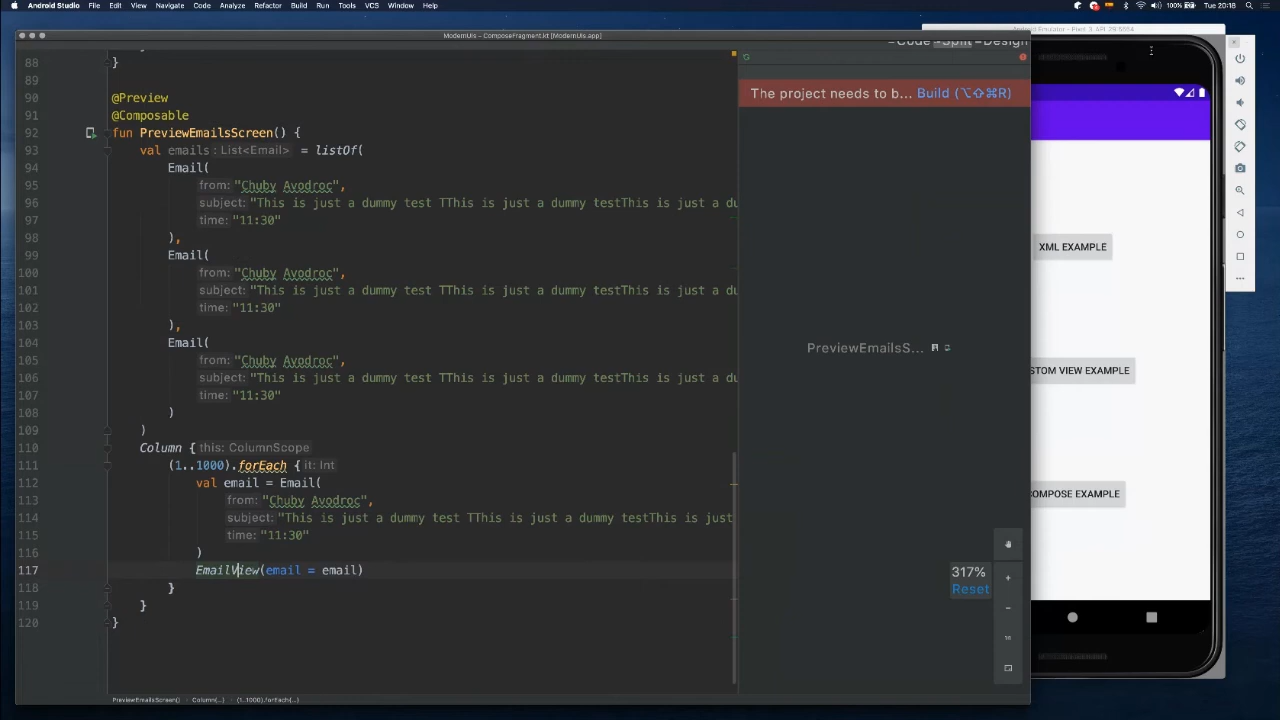 Android Studio File Edit View Navigate Code Analyze Refactor Build Run Tools VCS Window Help 100% Tue 20:18
ModernUIs – ComposeFragment.kt [ModernUIs.app]
Code Split Design
The project needs to b... Build (⌥⇧⌘R)
88 }
89
90 @Preview
91 @Composable
92 fun PreviewEmailsScreen() {
93 val emails : List<Email> = listOf(
94 Email(
95 from: "Chuby Avodroc",
96 subject: "This is just a dummy test TThis is just a dummy testThis is just a du
97 time: "11:30"
98 ),
99 Email(
100 from: "Chuby Avodroc",
101 subject: "This is just a dummy test TThis is just a dummy testThis is just a du
102 time: "11:30"
103 ),
104 Email(
105 from: "Chuby Avodroc",
106 subject: "This is just a dummy test TThis is just a dummy testThis is just a du
107 time: "11:30"
108 )
109 )
110 Column { this: ColumnScope
111 (1..1000).forEach { it: Int
112 val email = Email(
113 from: "Chuby Avodroc",
114 subject: "This is just a dummy test TThis is just a dummy testThis is just
115 time: "11:30"
116 )
117 EmailView(email = email)
118 }
119 }
120 }
PreviewEmailsS...
317%
Reset
PreviewEmailsScreen() Column{...} (1..1000).forEach{...}
XML EXAMPLE
STOM VIEW EXAMPLE
COMPOSE EXAMPLE